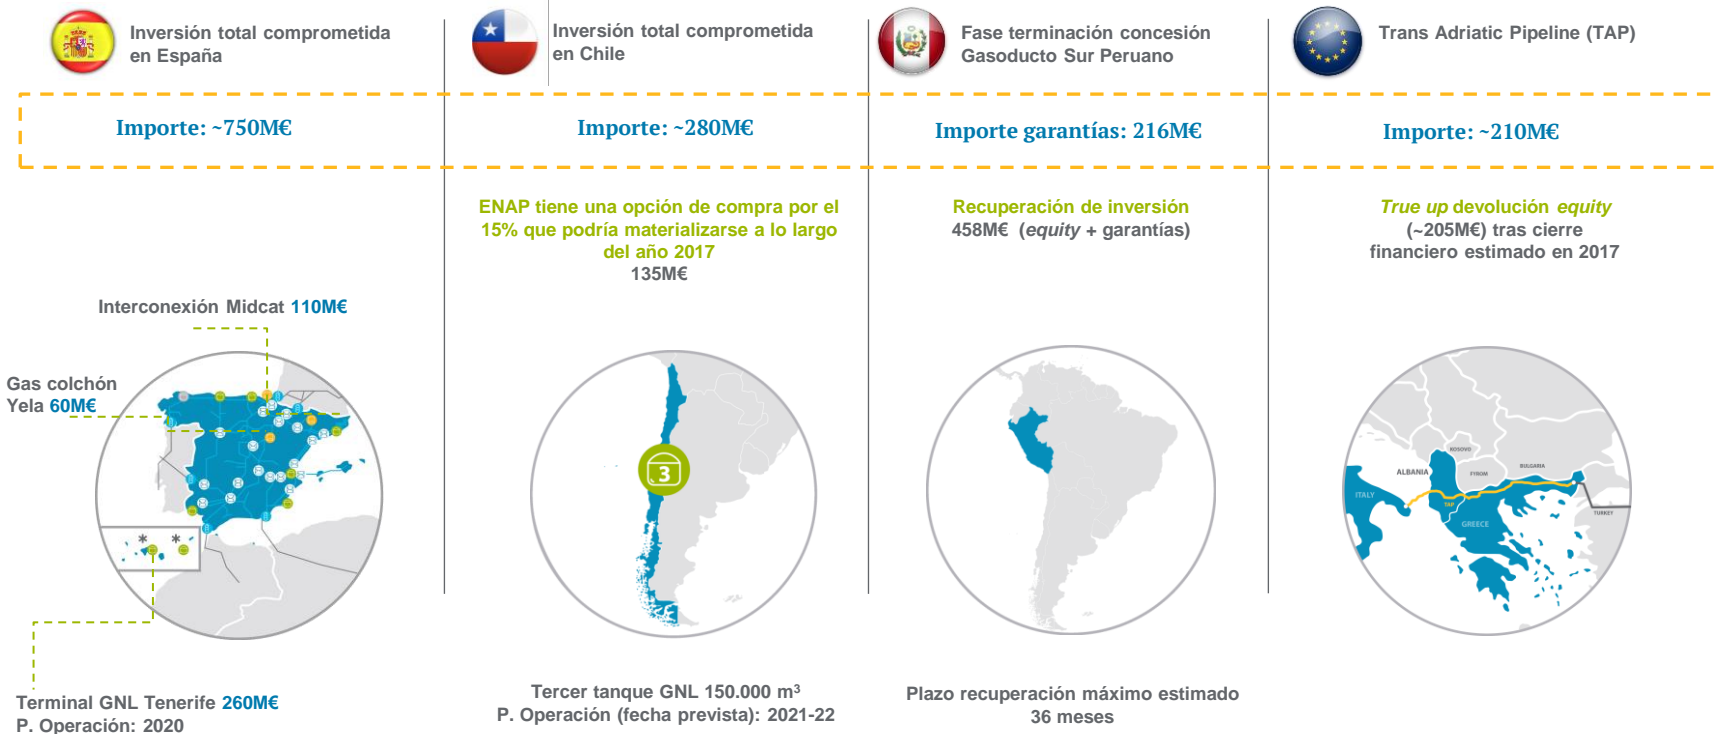 Inversión total comprometida
en España
Importe: ~750M€
Interconexión Midcat 110M€
Gas colchón
Yela 60M€
* *
Terminal GNL Tenerife 260M€
P. Operación: 2020
Inversión total comprometida
en Chile
Importe: ~280M€
ENAP tiene una opción de compra por el
15% que podría materializarse a lo largo
del año 2017
135M€
3
Tercer tanque GNL 150.000 m³
P. Operación (fecha prevista): 2021-22
Fase terminación concesión
Gasoducto Sur Peruano
Importe garantías: 216M€
Recuperación de inversión
458M€ (equity + garantías)
Plazo recuperación máximo estimado
36 meses
Trans Adriatic Pipeline (TAP)
Importe: ~210M€
True up devolución equity
(~205M€) tras cierre
financiero estimado en 2017
KOSOVO
ALBANIA
FYROM
BULGARIA
ITALY
TAP
GREECE
TURKEY